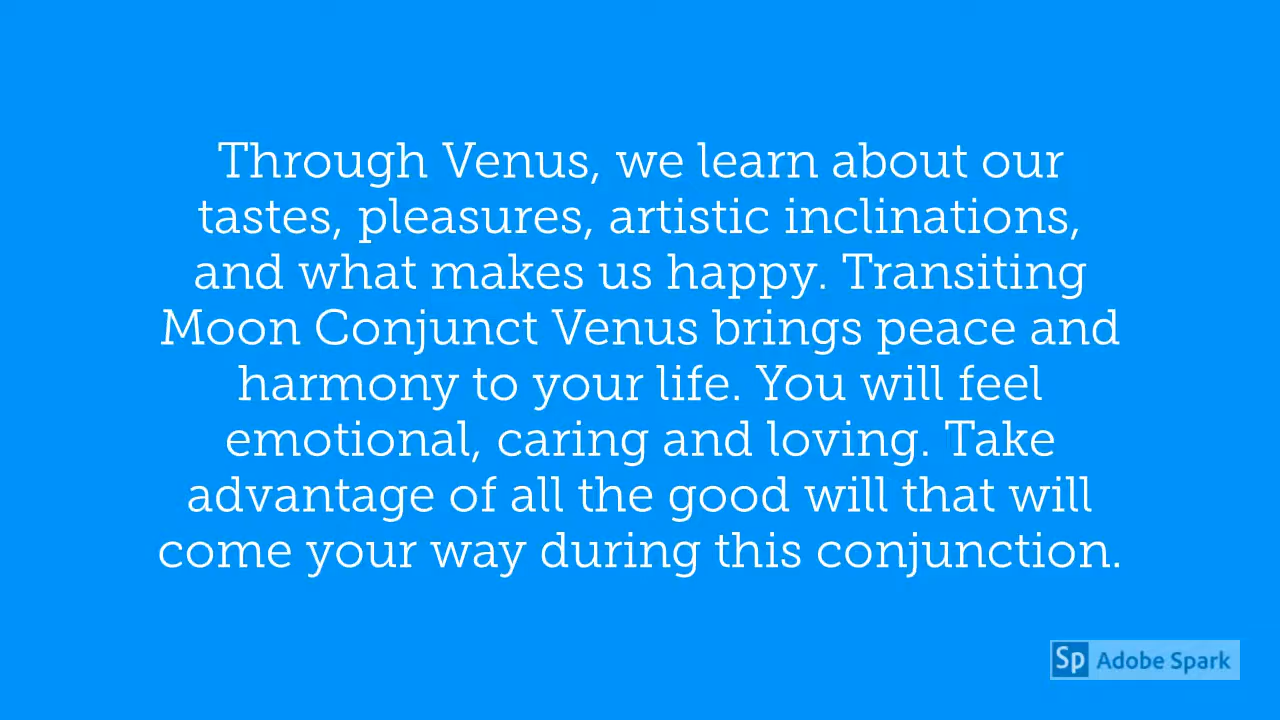 Through Venus, we learn about our
tastes, pleasures, artistic inclinations,
and what makes us happy. Transiting
Moon Conjunct Venus brings peace and
harmony to your life. You will feel
emotional, caring and loving. Take
advantage of all the good will that will
come your way during this conjunction.
Sp Adobe Spark